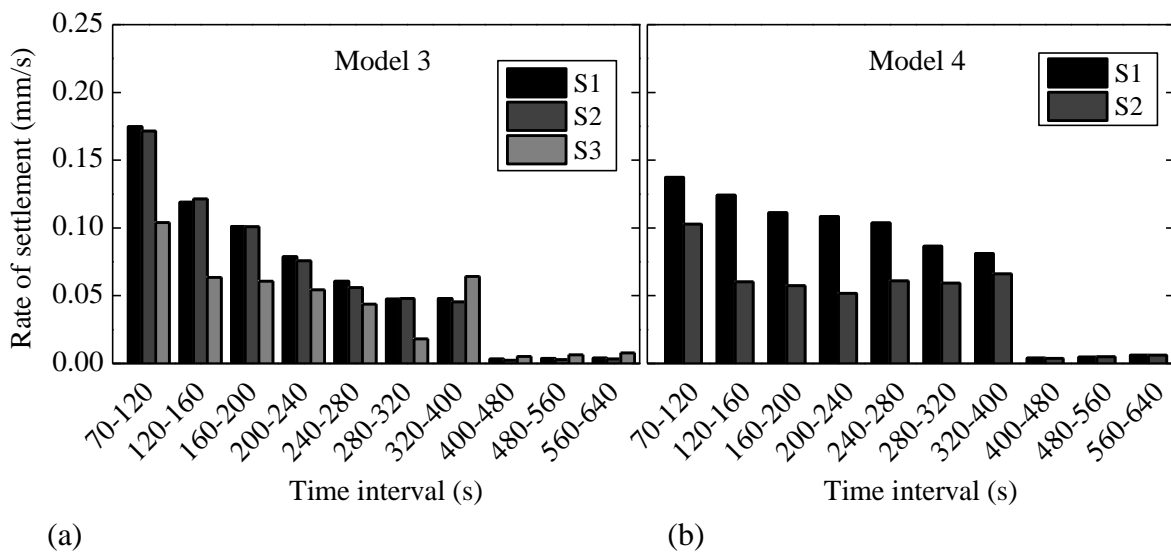 0.25
0.20
0.15
0.10
0.05
0.00
Rate of settlement (mm/s)
Model 3
S1
S2
S3
70-120
120-160
160-200
200-240
240-280
280-320
320-400
400-480
480-560
560-640
Time interval (s)
(a)
Model 4
S1
S2
70-120
120-160
160-200
200-240
240-280
280-320
320-400
400-480
480-560
560-640
Time interval (s)
(b)